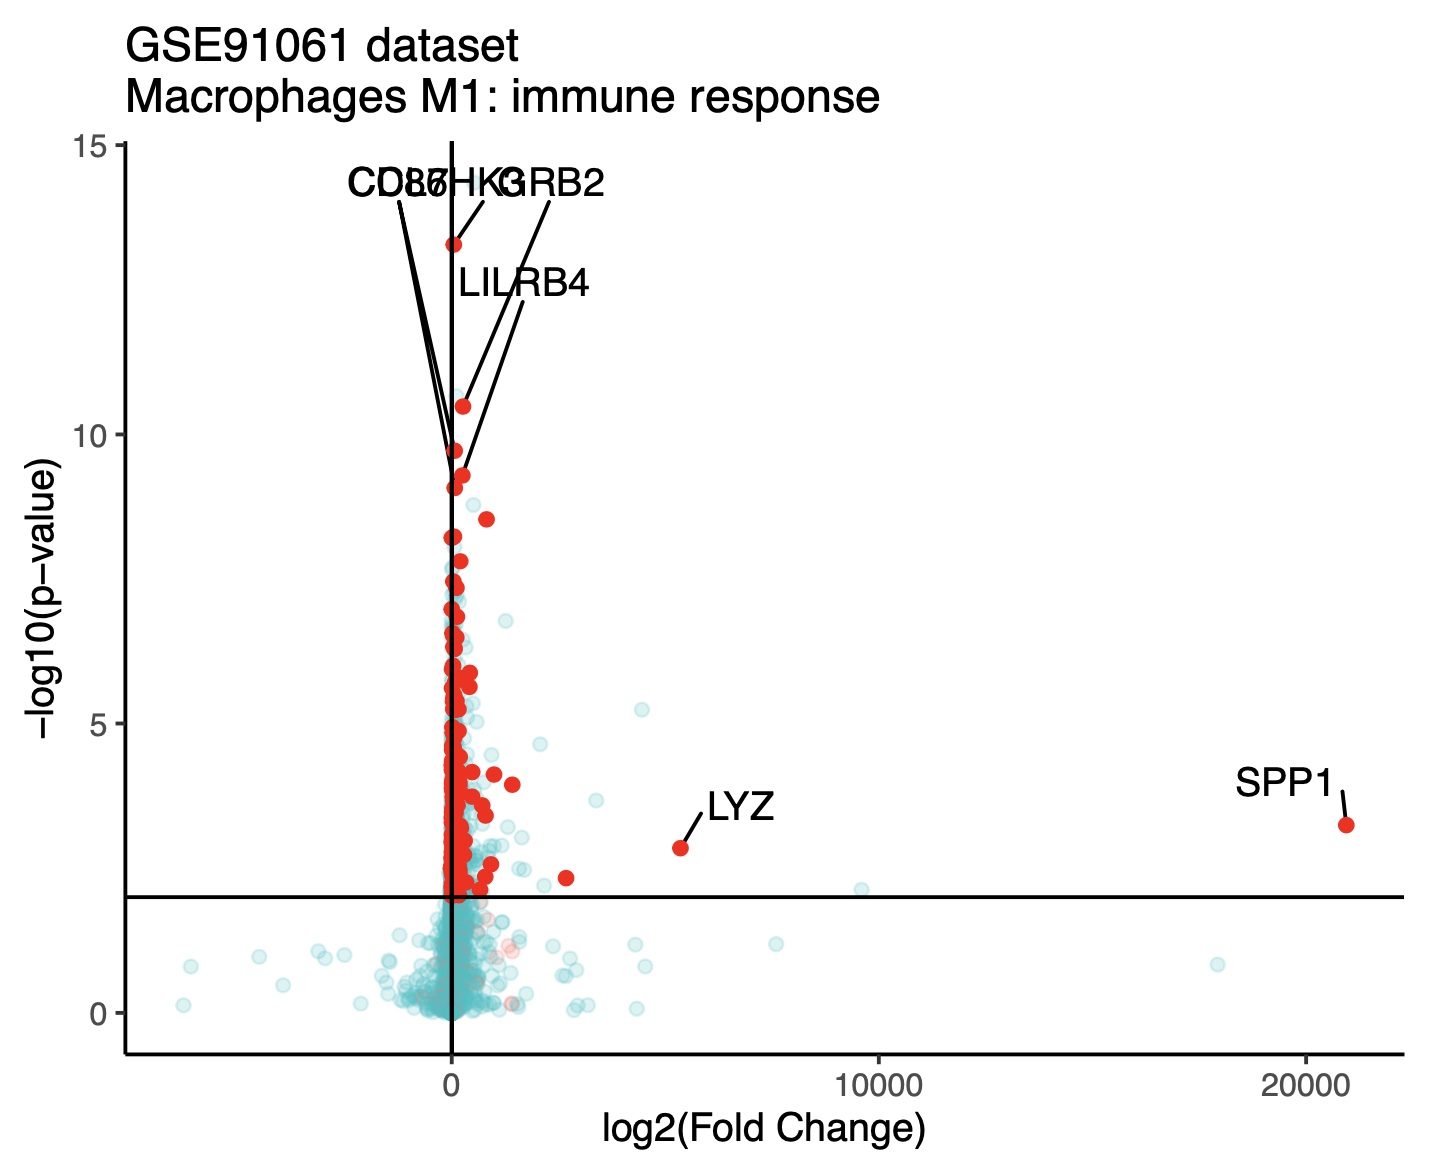 GSE91061 dataset
Macrophages M1: immune response
15
GRB2
LILRB4
10
−log10(p−value)
5
SPP1
LYZ
0
0
10000
20000
log2(Fold Change)